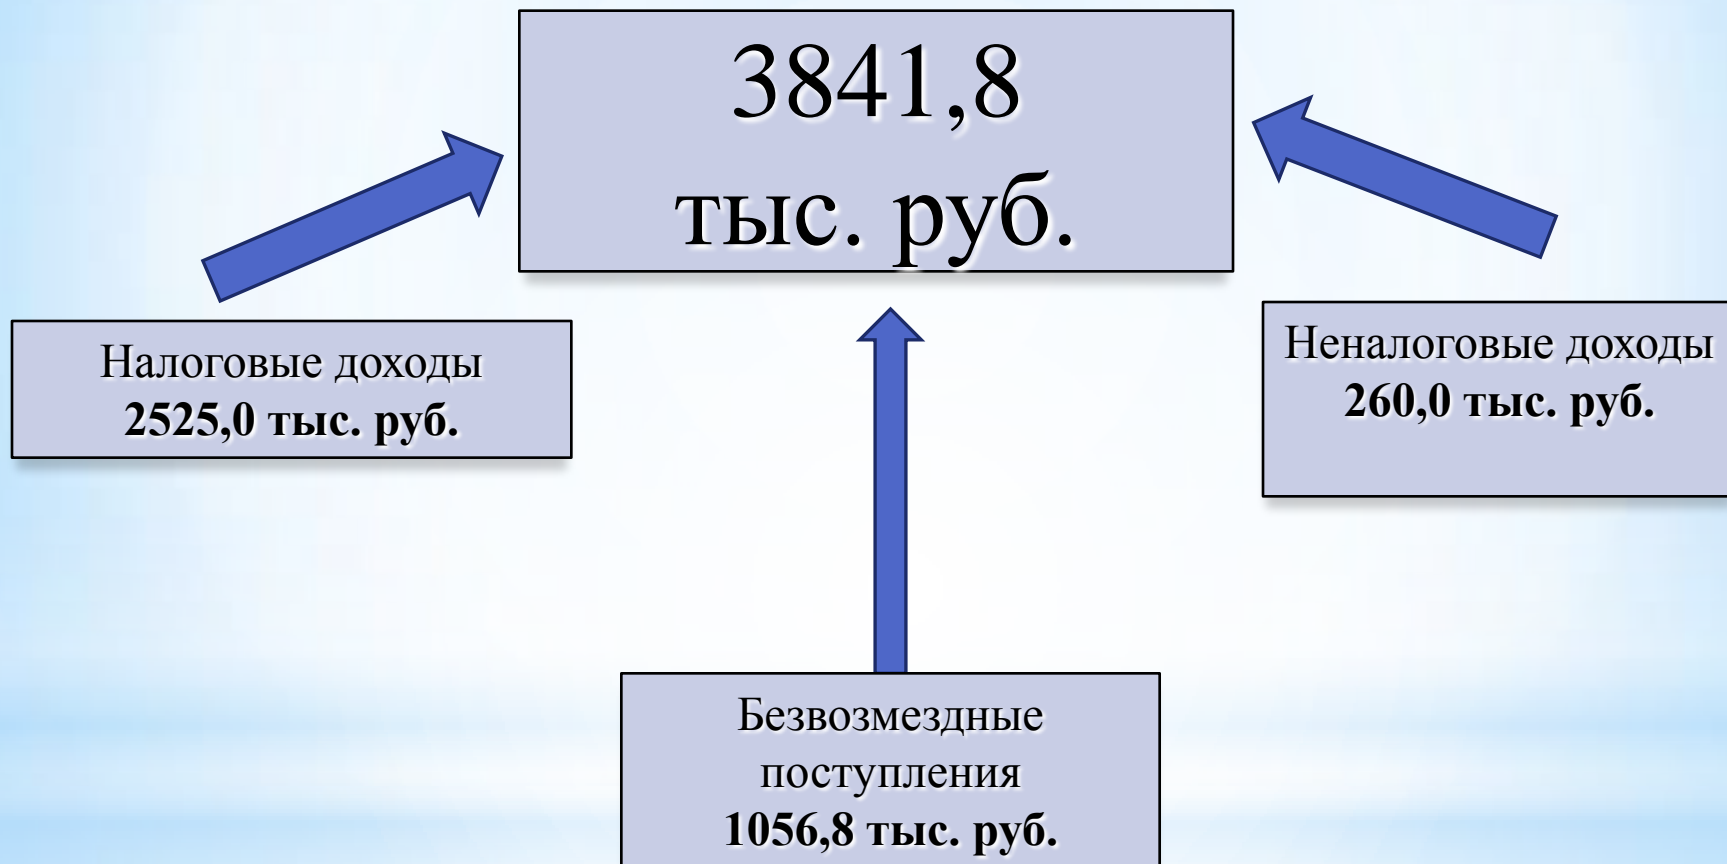 3841,8
тыс. руб.
Налоговые доходы
2525,0 тыс. руб.
Неналоговые доходы
260,0 тыс. руб.
Безвозмездные
поступления
1056,8 тыс. руб.